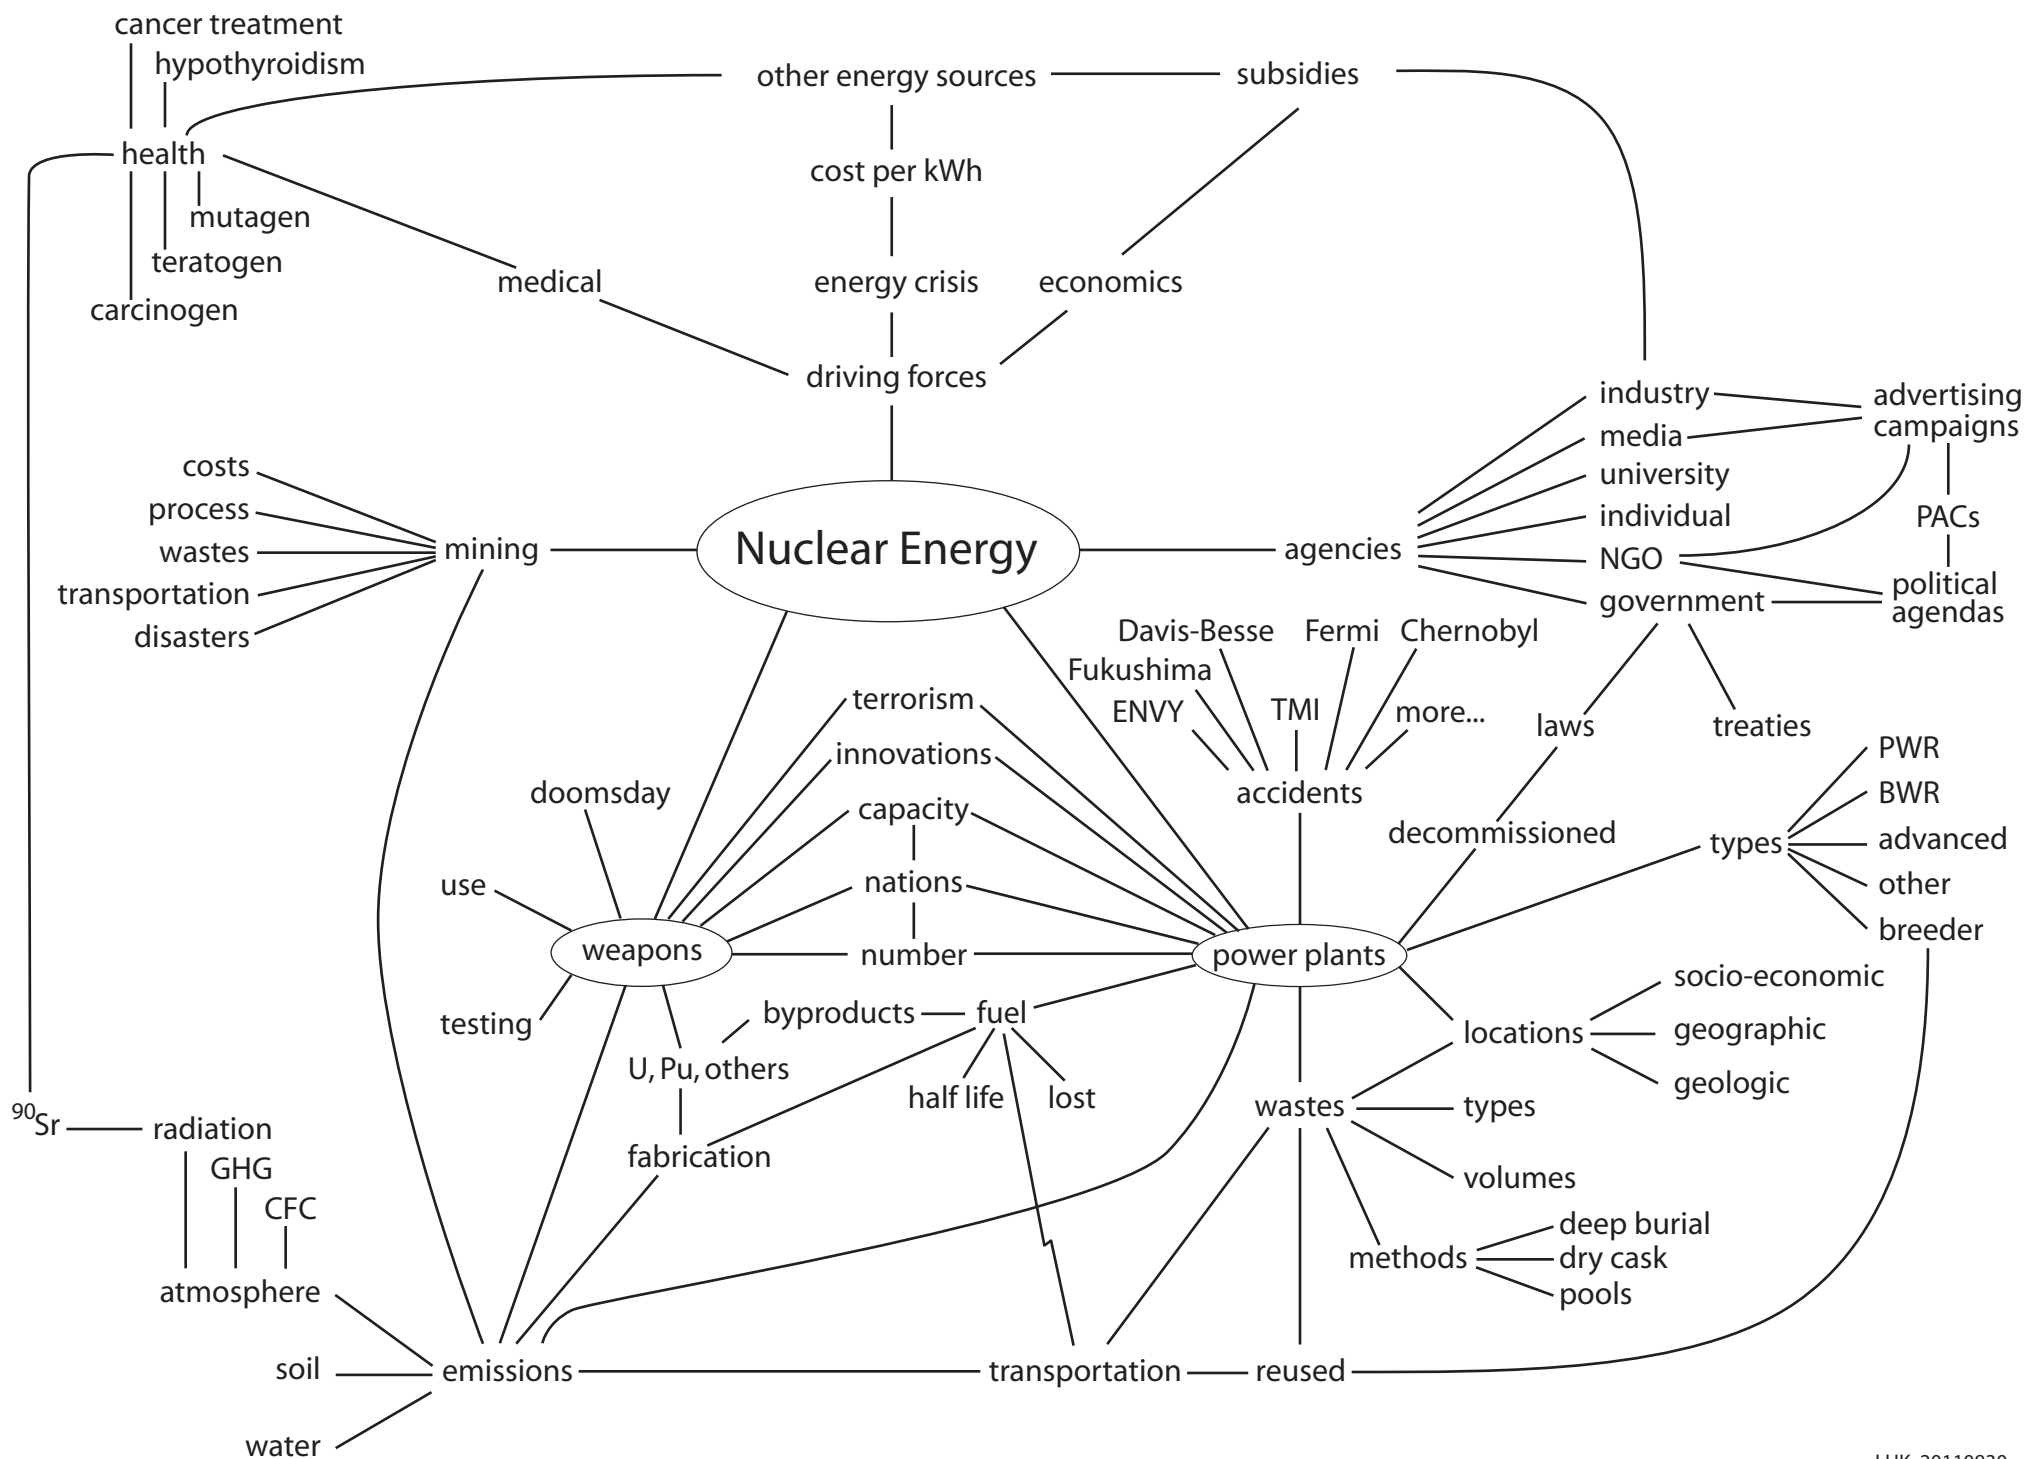 cancer treatment
hypothyroidism
other energy sources
subsidies
health
cost per kWh
mutagen
teratogen
medical
energy crisis
economics
carcinogen
driving forces
industry
advertising
campaigns
media
costs
university
process
individual
PACs
wastes
mining
Nuclear Energy
agencies
NGO
transportation
political
agendas
government
disasters
Davis-Besse
Fermi
Chernobyl
Fukushima
terrorism
ENVY
TMI
more...
laws
treaties
innovations
PWR
doomsday
accidents
BWR
capacity
decommissioned
types
advanced
use
nations
other
breeder
weapons
number
power plants
socio-economic
testing
byproducts
fuel
locations
geographic
U, Pu, others
geologic
half life
lost
wastes
types
90Sr
radiation
fabrication
GHG
volumes
CFC
deep burial
methods
dry cask
atmosphere
pools
soil
emissions
transportation
reused
water